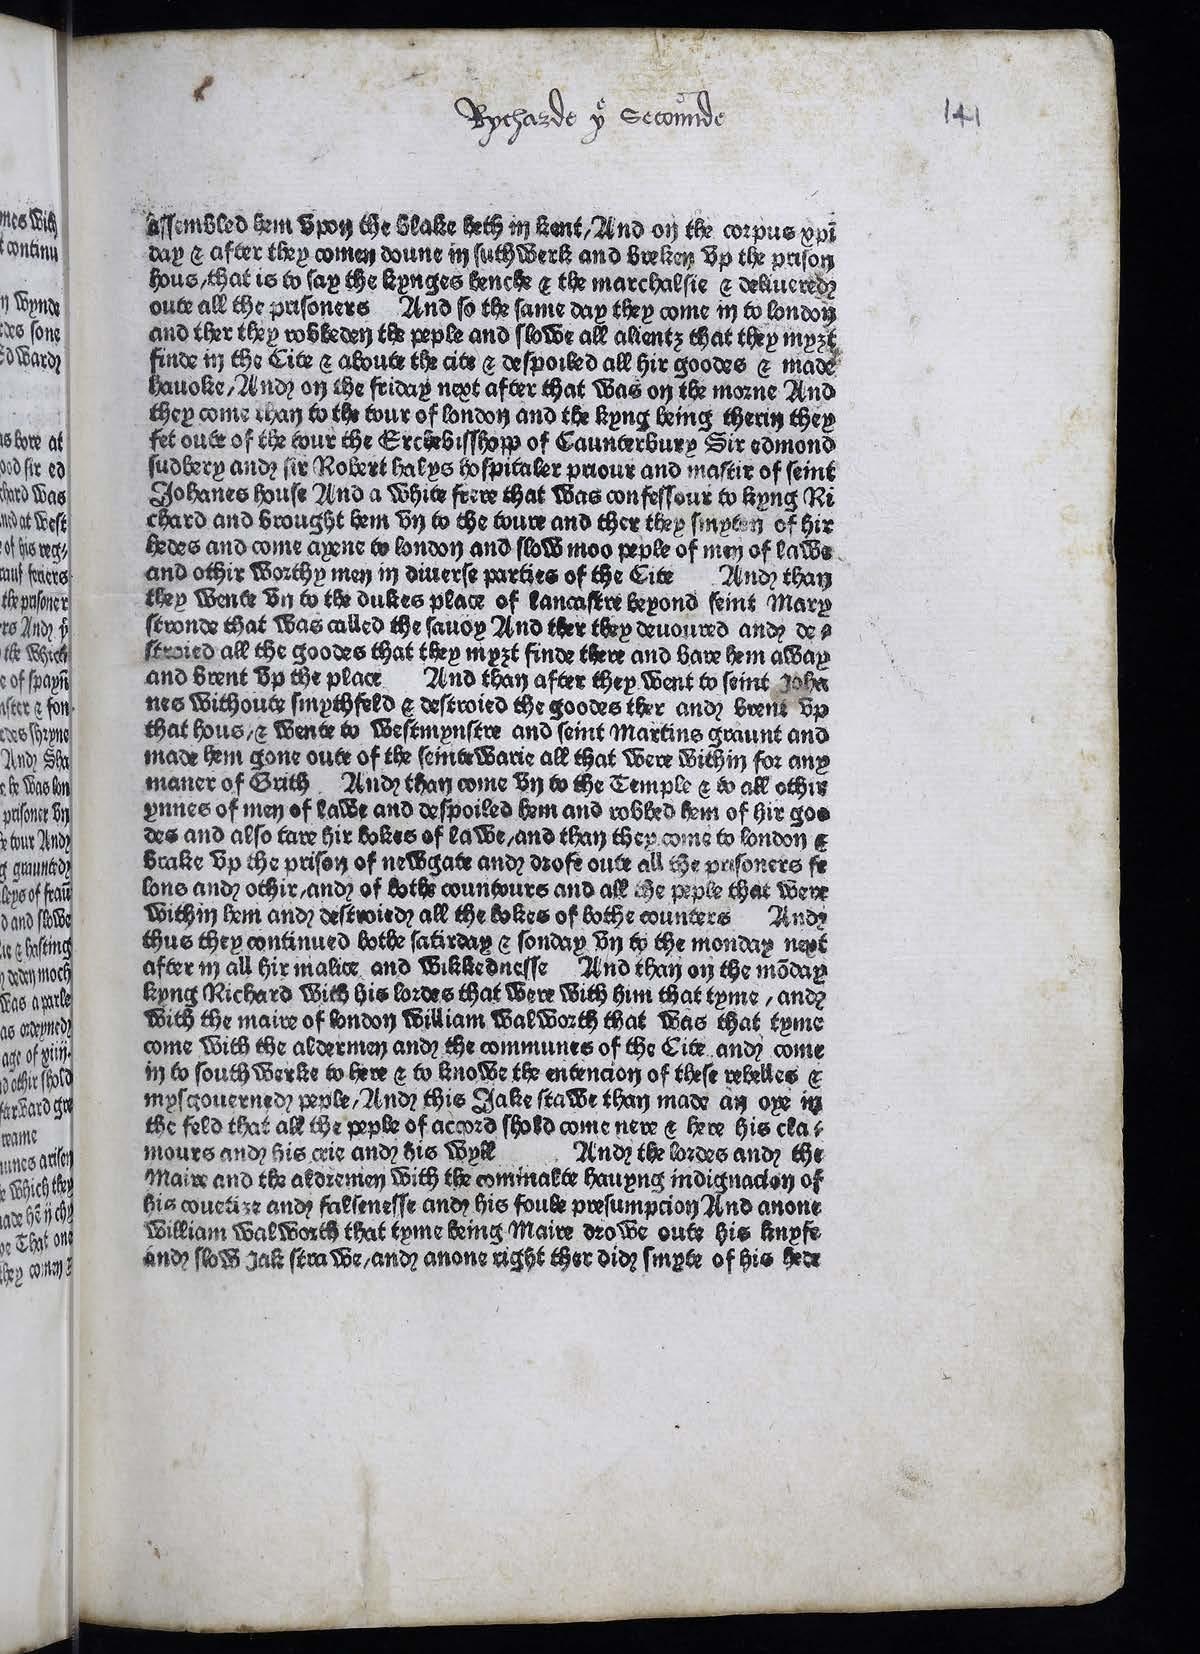 Rycharde yͤ Secounde
141
assembled hem vpon the blake heth in kent / And on the corpus xp̄i
day & after they comen doune in suthwerk and breken vp the prison
hous / that is to say the kynges benche & the marchalsie & delivered
oute all the prisoners And so the same day they come in to london
and ther they robbeden the peple and slowe all alientz that they myzt
finde in the Cite & aboute the cite & despoiled all hir goodes & made
hauoke / And on the friday next after that was on the morne And
they come than to the tour of london and the kyng being therin they
fet oute of the tour the Erchebisshopp of Caunterbury Sir edmond
sudbery and sir Robert halys hospitaler priour and mastir of seint
Johanes house And a white frere that was confessour to kyng Ri
chard and brought hem vn to the toure and ther they smyten of hir
hedes and come ayene to london and slow moo peple of men of lawe
and othir worthy men in diuerse parties of the Cite And than
they wente vn to the dukes place of lancastre beyond seint Mary
stronde that was called the sauoy And ther they devoured and de-
stroied all the goodes that they myzt finde there and bare hem away
and brent vp the place And than after they went to seint Joha
nes withoute smythfeld & destroied the goodes ther and brent vp
that hous / & wente to westmynstre and seint Martins graunt and
made hem gone oute of the seintewarie all that were within for any
maner of Grith And than come vn to the Temple & to all othir
ynnes of men of lawe and despoiled hem and robbed hem of hir goo
des and also tare hir bokes of lawe / and than they come to london &
brake vp the prison of newgate and drofe oute all the prisoners fe
lons and othir / and of bothe countours and all the peple that were
within hem and destroied all the bokes of bothe counters And
thus they continued bothe satirday & sonday vn to the monday next
after in all hir malice and wikkednesse And than on the mōday
kyng Richard with his lordes that were with him that tyme / and
with the maire of london william walworth that was that tyme
come with the aldermen and the communes of the Cite and come
in to southwerke to here & to knowe the entencion of these rebelles &
mysgouerned peple / And this Jake stawe than made an oye in
the feld that all the peple of accord shold come nere & here his cla-
mours and his crie and his wyll And the lordes and the
Maire and the aldremen with the cominalte hauyng indignacion of
his couetize and falsenesse and his foule presumpcion And anone
william walworth that tyme being Maire drowe oute his knyfe
and slow Jak strawe / and anone right ther did smyte of his hede